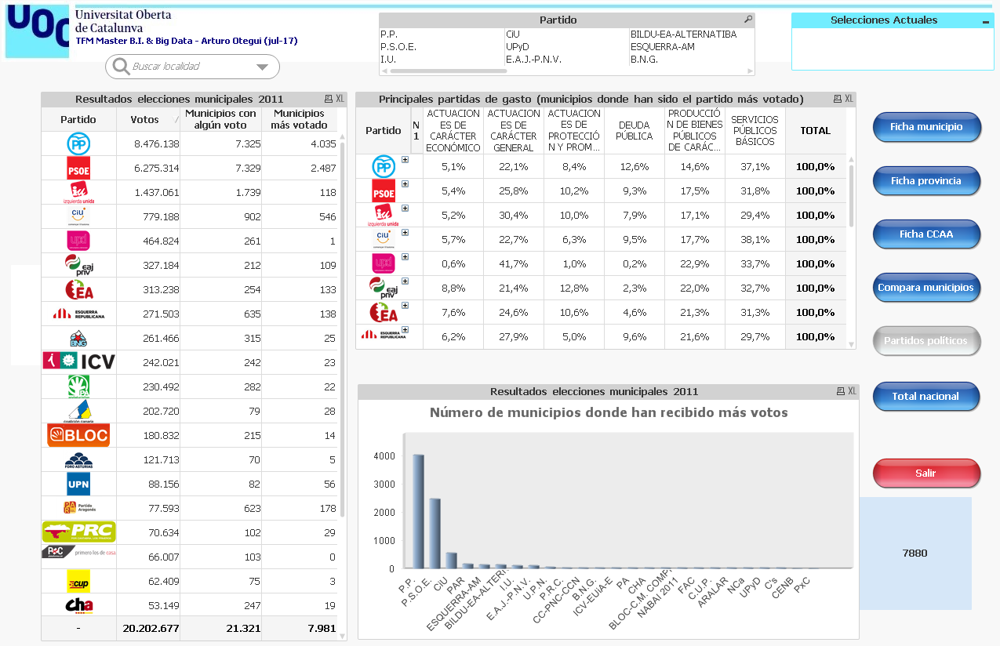 UOC
Universitat Oberta
de Catalunya
TFM Master B.I. & Big Data - Arturo Otegui (jul-17)
Buscar localidad
Partido
P.P. CiU BILDU-EA-ALTERNATIBA
P.S.O.E. UPyD ESQUERRA-AM
I.U. E.A.J.-P.N.V. B.N.G.
Selecciones Actuales
Resultados elecciones municipales 2011 XL
Partido Votos / Municipios con algún voto Municipios más votado
PP 8.476.138 7.325 4.035
PSOE 6.275.314 7.329 2.487
iu izquierda unida 1.437.061 1.739 118
CiU 779.188 902 546
upd 464.824 261 1
eaj pnv 327.184 212 109
EA 313.238 254 133
ESQUERRA REPUBLICANA 271.503 635 138
BNG 261.466 315 25
ICV 242.021 242 23
230.492 282 22
coalición canaria 202.720 79 28
BLOC 180.832 215 14
FORO ASTURIAS 121.713 70 5
UPN 88.156 82 56
PAR Partido Aragonés 77.593 623 178
PRC 70.634 102 29
PxC primero los de casa 66.007 103 0
cup 62.409 75 3
cha 53.149 247 19
- 20.202.677 21.321 7.981
Principales partidas de gasto (municipios donde han sido el partido más votado) XL
Partido N1 ACTUACIONES DE CARÁCTER ECONÓMICO ACTUACIONES DE CARÁCTER GENERAL ACTUACIONES DE PROTECCIÓN Y PROM... DEUDA PÚBLICA PRODUCCIÓN DE BIENES PÚBLICOS DE CARÁC... SERVICIOS PÚBLICOS BÁSICOS TOTAL
PP 5,1% 22,1% 8,4% 12,6% 14,6% 37,1% 100,0%
PSOE 5,4% 25,8% 10,2% 9,3% 17,5% 31,8% 100,0%
iu izquierda unida 5,2% 30,4% 10,0% 7,9% 17,1% 29,4% 100,0%
CiU 5,7% 22,7% 6,3% 9,5% 17,7% 38,1% 100,0%
upd 0,6% 41,7% 1,0% 0,2% 22,9% 33,7% 100,0%
eaj pnv 8,8% 21,4% 12,8% 2,3% 22,0% 32,7% 100,0%
EA 7,6% 24,6% 10,6% 4,6% 21,3% 31,3% 100,0%
ESQUERRA REPUBLICANA 6,2% 27,9% 5,0% 9,6% 21,6% 29,7% 100,0%
Resultados elecciones municipales 2011 XL
Número de municipios donde han recibido más votos
4000
3000
2000
1000
0
P.P. P.S.O.E. CiU PAR ESQUERRA-AM BILDU-EA-ALTERNA I.U. E.A.J.-P.N.V. U.P.N. P.R.C. CC-PNC-CCN B.N.G. ICV-EUiA-E PA CHA BLOC-C.M. COMPR NABAI 2011 FAC C.U.P. ARALAR NCa UPyD C's CENB PxC
Ficha municipio
Ficha provincia
Ficha CCAA
Compara municipios
Partidos políticos
Total nacional
Salir
7880